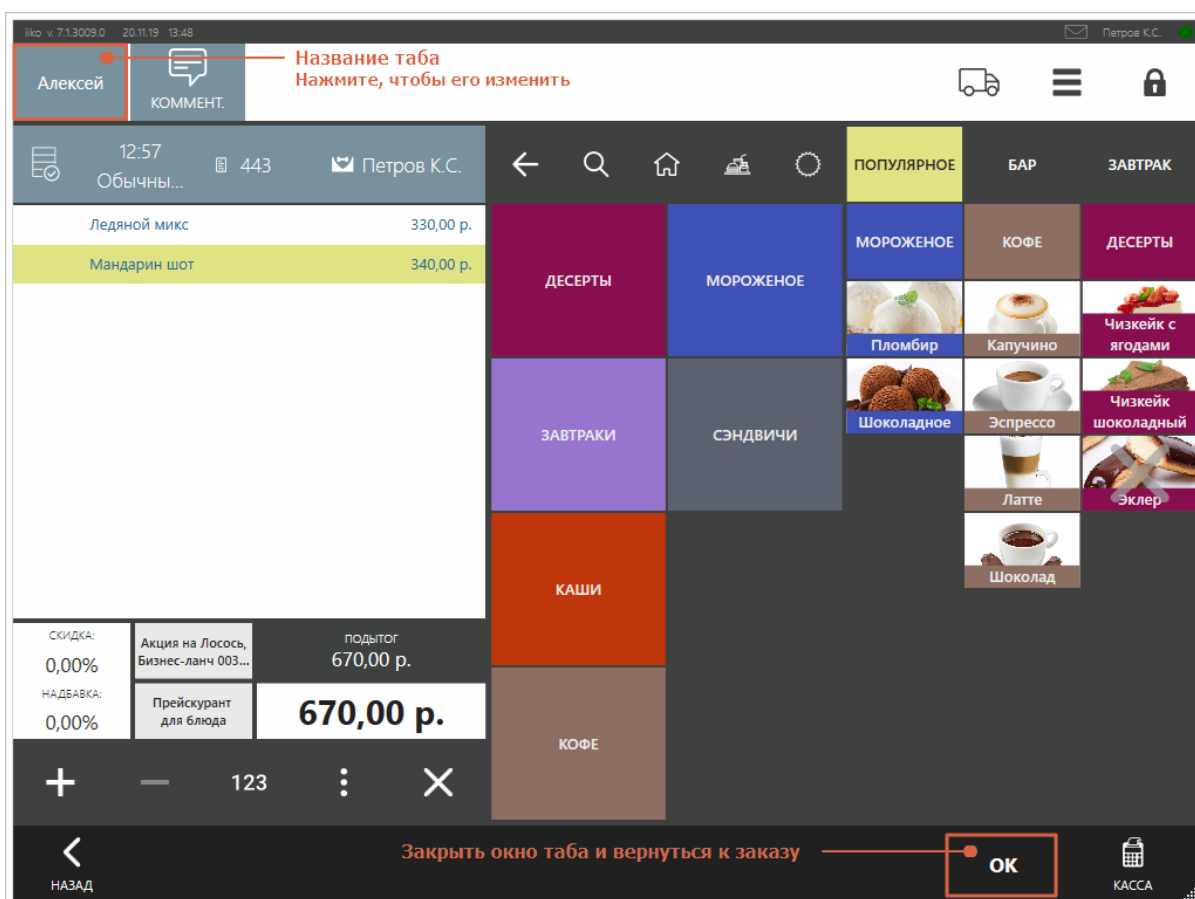 iiko v. 7.1.3009.0 20.11.19 13:48 Петров К.С.
Алексей
КОММЕНТ.
Название таба
Нажмите, чтобы его изменить
12:57
Обычны...
443
Петров К.С.
ПОПУЛЯРНОЕ
БАР
ЗАВТРАК
Ледяной микс 330,00 р.
Мандарин шот 340,00 р.
ДЕСЕРТЫ
МОРОЖЕНОЕ
МОРОЖЕНОЕ
КОФЕ
ДЕСЕРТЫ
Пломбир
Капучино
Чизкейк с
ягодами
ЗАВТРАКИ
СЭНДВИЧИ
Шоколадное
Эспрессо
Чизкейк
шоколадный
Латте
Эклер
КАШИ
Шоколад
КОФЕ
СКИДКА:
0,00%
НАДБАВКА:
0,00%
Акция на Лосось,
Бизнес-ланч 003...
Прейскурант
для блюда
ПОДЫТОГ
670,00 р.
670,00 р.
123
НАЗАД
Закрыть окно таба и вернуться к заказу
ОК
КАССА